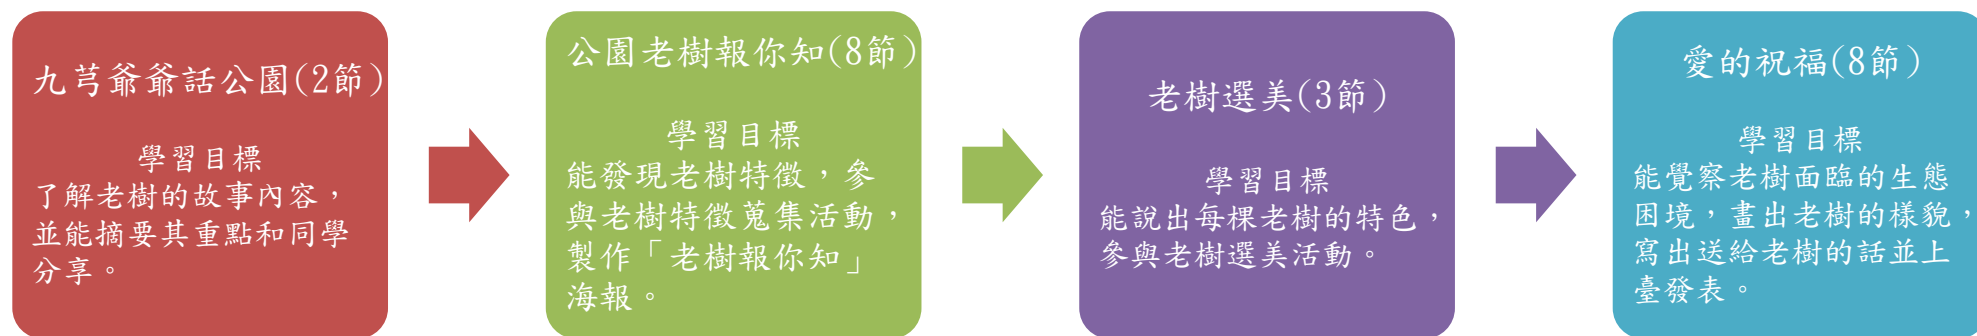 九芎爺爺話公園(2節)
學習目標
了解老樹的故事內容，
並能摘要其重點和同學
分享。
公園老樹報你知(8節)
學習目標
能發現老樹特徵，參
與老樹特徵蒐集活動，
製作「老樹報你知」
海報。
老樹選美(3節)
學習目標
能說出每棵老樹的特色，
參與老樹選美活動。
愛的祝福(8節)
學習目標
能覺察老樹面臨的生態
困境，畫出老樹的樣貌，
寫出送給老樹的話並上
臺發表。